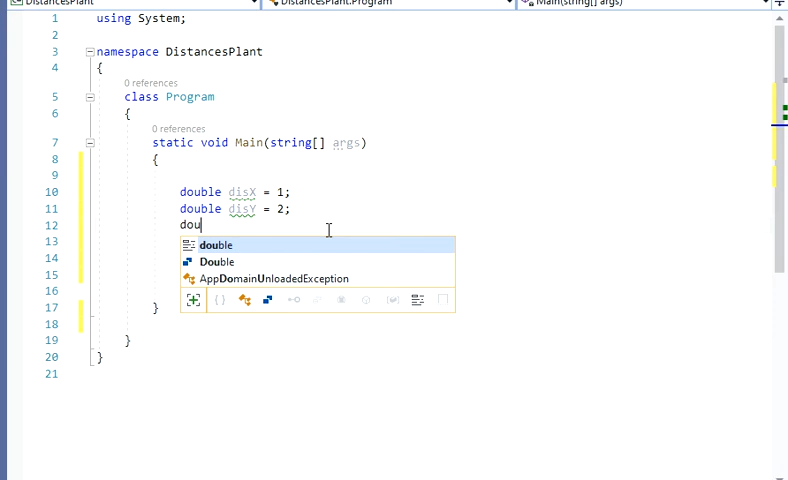 DistancesPlant DistancesPlant.Program Main(string[] args)
1 using System;
2
3 namespace DistancesPlant
4 {
0 references
5 class Program
6 {
0 references
7 static void Main(string[] args)
8 {
9
10 double disX = 1;
11 double disY = 2;
12 dou
13 double
14 Double
15 AppDomainUnloadedException
16
17 }
18
19 }
20 }
21